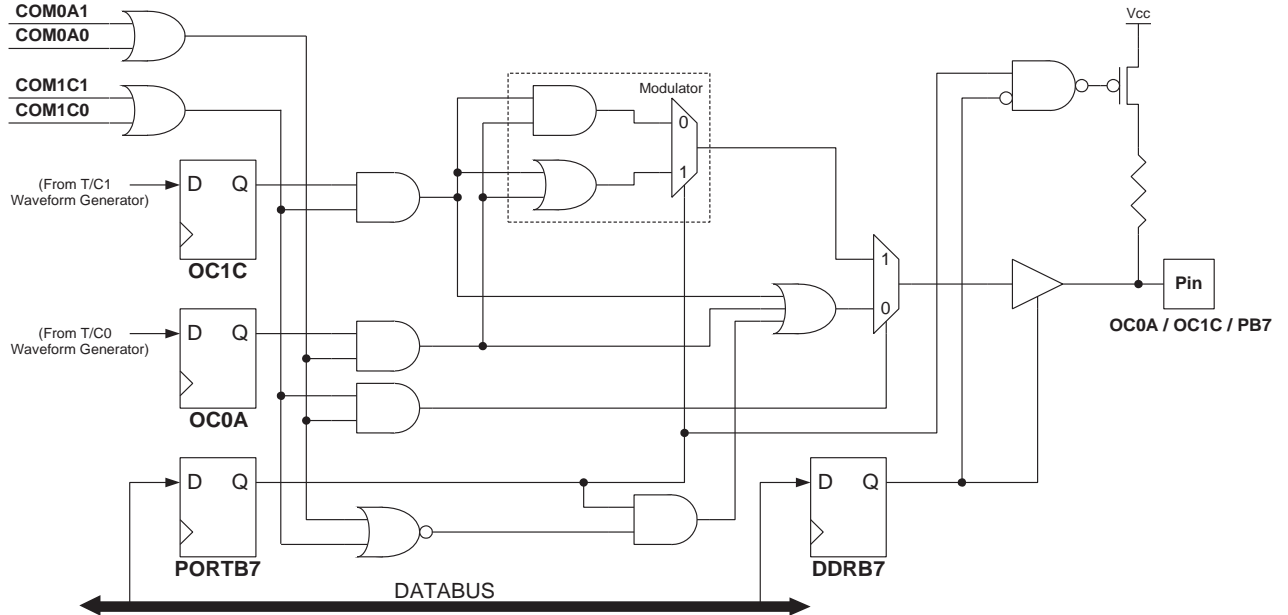 COM0A1
COM0A0
Vcc
COM1C1
COM1C0
Modulator
0
1
(From T/C1
Waveform Generator)
D Q
OC1C
1
0
Pin
OC0A / OC1C / PB7
(From T/C0
Waveform Generator)
D Q
OC0A
D Q
PORTB7
D Q
DDRB7
DATABUS